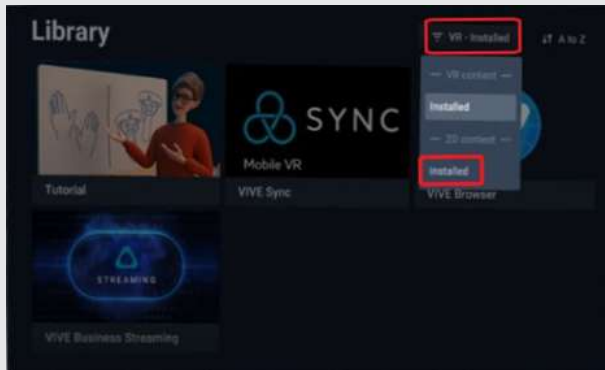 Library
VR - Installed
A to Z
— VR content —
Installed
— 2D content —
Installed
SYNC
Mobile VR
Tutorial
VIVE Sync
VIVE Browser
STREAMING
VIVE Business Streaming